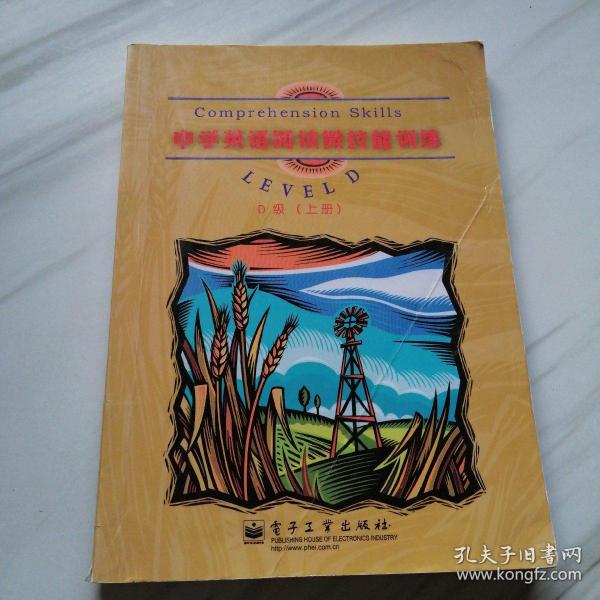 Comprehension Skills
中学英语阅读微技能训练
LEVEL D
D级（上册）
電子工業出版社
PUBLISHING HOUSE OF ELECTRONICS INDUSTRY
http://www.phei.com.cn
孔夫子旧書网
www.kongfz.com